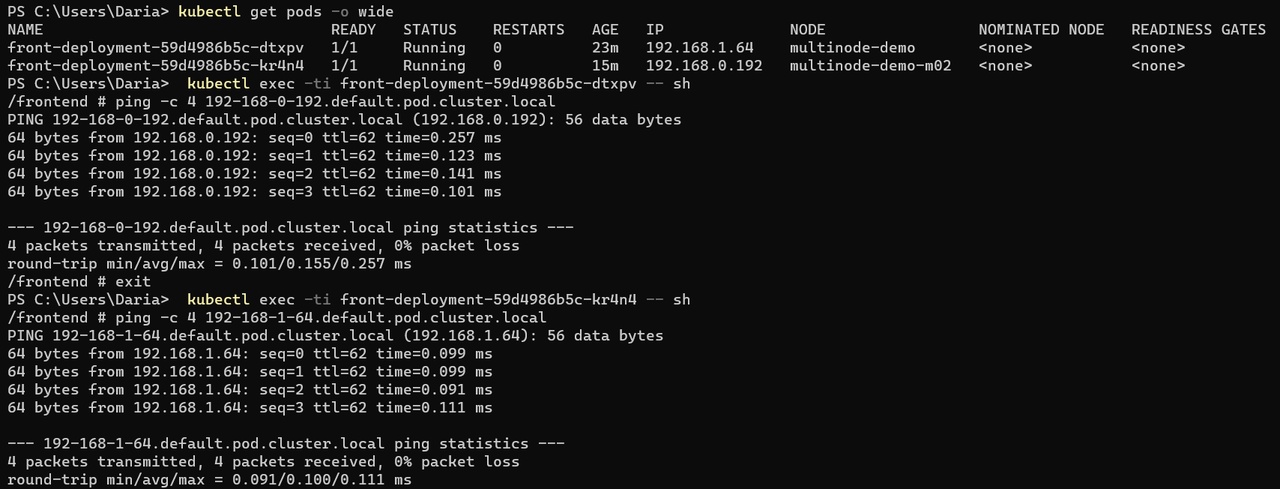 PS C:\Users\Daria> kubectl get pods -o wide
NAME READY STATUS RESTARTS AGE IP NODE NOMINATED NODE READINESS GATES
front-deployment-59d4986b5c-dtxpv 1/1 Running 0 23m 192.168.1.64 multinode-demo <none> <none>
front-deployment-59d4986b5c-kr4n4 1/1 Running 0 15m 192.168.0.192 multinode-demo-m02 <none> <none>
PS C:\Users\Daria> kubectl exec -ti front-deployment-59d4986b5c-dtxpv -- sh
/frontend # ping -c 4 192-168-0-192.default.pod.cluster.local
PING 192-168-0-192.default.pod.cluster.local (192.168.0.192): 56 data bytes
64 bytes from 192.168.0.192: seq=0 ttl=62 time=0.257 ms
64 bytes from 192.168.0.192: seq=1 ttl=62 time=0.123 ms
64 bytes from 192.168.0.192: seq=2 ttl=62 time=0.141 ms
64 bytes from 192.168.0.192: seq=3 ttl=62 time=0.101 ms
--- 192-168-0-192.default.pod.cluster.local ping statistics ---
4 packets transmitted, 4 packets received, 0% packet loss
round-trip min/avg/max = 0.101/0.155/0.257 ms
/frontend # exit
PS C:\Users\Daria> kubectl exec -ti front-deployment-59d4986b5c-kr4n4 -- sh
/frontend # ping -c 4 192-168-1-64.default.pod.cluster.local
PING 192-168-1-64.default.pod.cluster.local (192.168.1.64): 56 data bytes
64 bytes from 192.168.1.64: seq=0 ttl=62 time=0.099 ms
64 bytes from 192.168.1.64: seq=1 ttl=62 time=0.099 ms
64 bytes from 192.168.1.64: seq=2 ttl=62 time=0.091 ms
64 bytes from 192.168.1.64: seq=3 ttl=62 time=0.111 ms
--- 192-168-1-64.default.pod.cluster.local ping statistics ---
4 packets transmitted, 4 packets received, 0% packet loss
round-trip min/avg/max = 0.091/0.100/0.111 ms